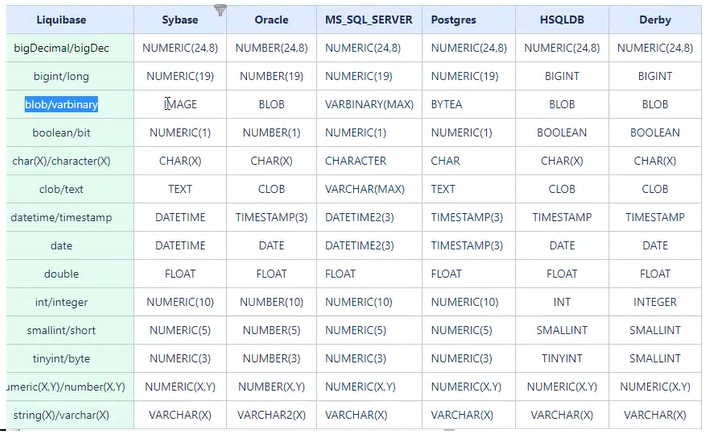 Liquibase Sybase Oracle MS_SQL_SERVER Postgres HSQLDB Derby
bigDecimal/bigDec NUMERIC(24,8) NUMBER(24,8) NUMERIC(24,8) NUMERIC(24,8) NUMERIC(24,8) NUMERIC(24,8)
bigint/long NUMERIC(19) NUMBER(19) NUMERIC(19) NUMERIC(19) BIGINT BIGINT
blob/varbinary IMAGE BLOB VARBINARY(MAX) BYTEA BLOB BLOB
boolean/bit NUMERIC(1) NUMBER(1) NUMERIC(1) NUMERIC(1) BOOLEAN BOOLEAN
char(X)/character(X) CHAR(X) CHAR(X) CHARACTER CHAR CHAR(X) CHAR(X)
clob/text TEXT CLOB VARCHAR(MAX) TEXT CLOB CLOB
datetime/timestamp DATETIME TIMESTAMP(3) DATETIME2(3) TIMESTAMP(3) TIMESTAMP TIMESTAMP
date DATETIME DATE DATETIME2(3) TIMESTAMP(3) DATE DATE
double FLOAT FLOAT FLOAT FLOAT FLOAT FLOAT
int/integer NUMERIC(10) NUMBER(10) NUMERIC(10) NUMERIC(10) INT INTEGER
smallint/short NUMERIC(5) NUMBER(5) NUMERIC(5) NUMERIC(5) SMALLINT SMALLINT
tinyint/byte NUMERIC(3) NUMBER(3) NUMERIC(3) NUMERIC(3) TINYINT SMALLINT
umeric(X,Y)/number(X,Y) NUMERIC(X,Y) NUMBER(X,Y) NUMERIC(X,Y) NUMERIC(X,Y) NUMERIC(X,Y) NUMERIC(X,Y)
string(X)/varchar(X) VARCHAR(X) VARCHAR2(X) VARCHAR(X) VARCHAR(X) VARCHAR(X) VARCHAR(X)